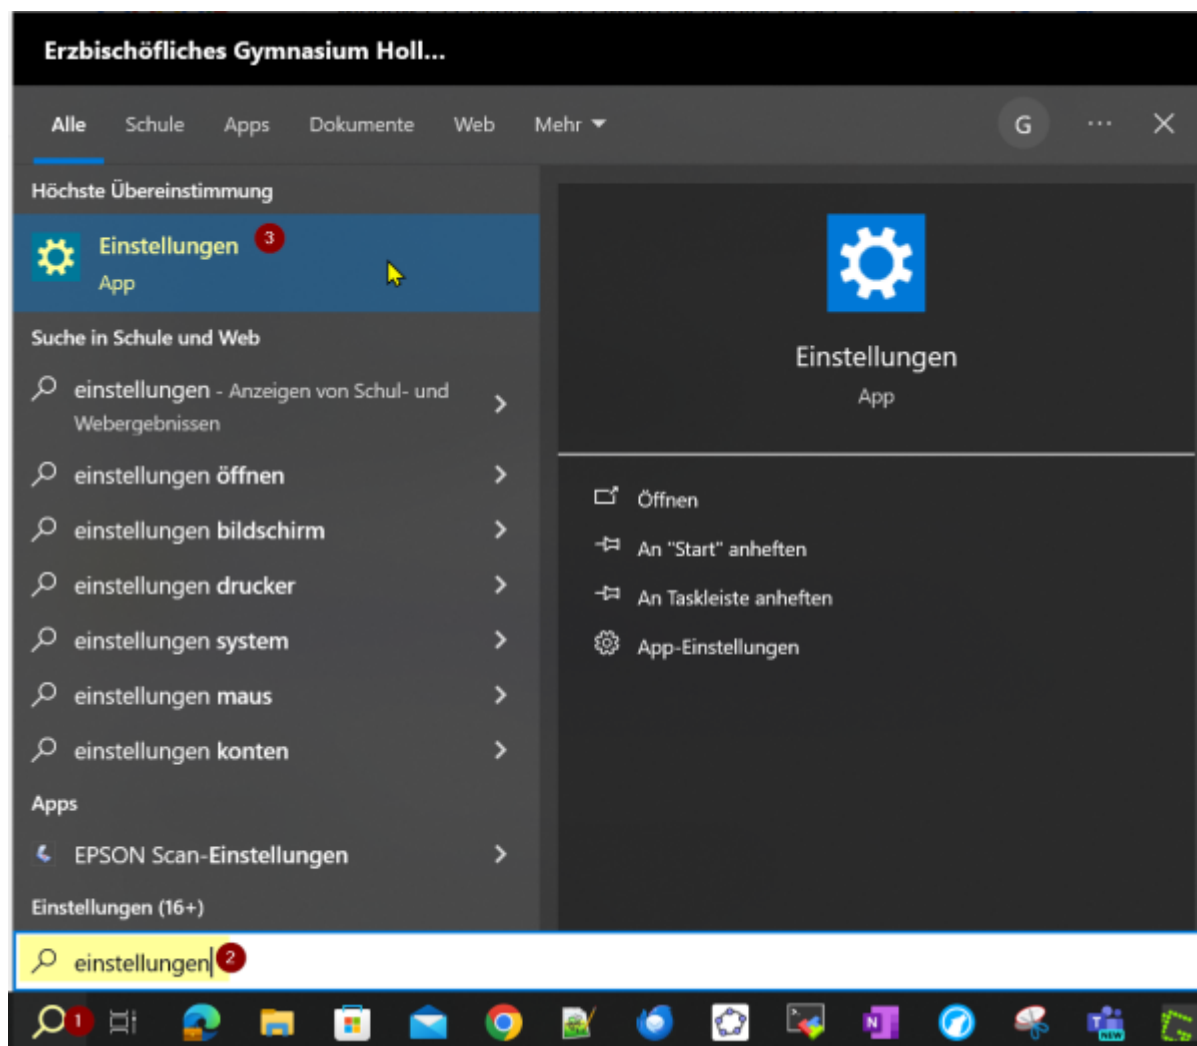 Erzbischöfliches Gymnasium Holl...
Alle Schule Apps Dokumente Web Mehr
G ...
Höchste Übereinstimmung
Einstellungen 3
App
Suche in Schule und Web
einstellungen - Anzeigen von Schul- und
Webergebnissen
einstellungen öffnen
einstellungen bildschirm
einstellungen drucker
einstellungen system
einstellungen maus
einstellungen konten
Apps
EPSON Scan-Einstellungen
Einstellungen (16+)
Einstellungen
App
Öffnen
An "Start" anheften
An Taskleiste anheften
App-Einstellungen
einstellungen 2
1
N
T
NEW